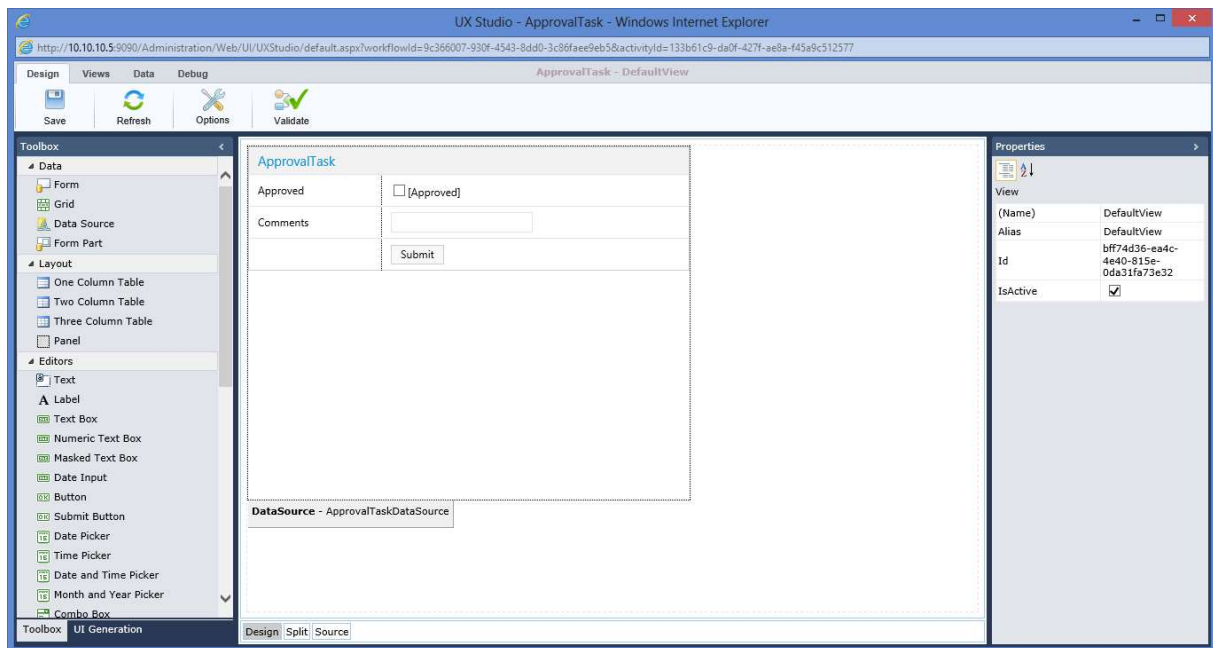 UX Studio - ApprovalTask - Windows Internet Explorer
http://10.10.10.5:9090/Administration/Web/UI/UXStudio/default.aspx?workflowId=9c366007-930f-4543-8dd0-3c86faee9eb5&activityId=133b61c9-da0f-427f-ae8a-f45a9c512577
Design Views Data Debug
ApprovalTask - DefaultView
Save Refresh Options Validate
Toolbox
Data
Form
Grid
Data Source
Form Part
Layout
One Column Table
Two Column Table
Three Column Table
Panel
Editors
Text
A Label
Text Box
Numeric Text Box
Masked Text Box
Date Input
Button
Submit Button
Date Picker
Time Picker
Date and Time Picker
Month and Year Picker
Combo Box
Toolbox UI Generation
ApprovalTask
Approved [Approved]
Comments
Submit
DataSource - ApprovalTaskDataSource
Design Split Source
Properties
View
(Name) DefaultView
Alias DefaultView
Id bff74d36-ea4c-
4e40-815e-
0da31fa73e32
IsActive